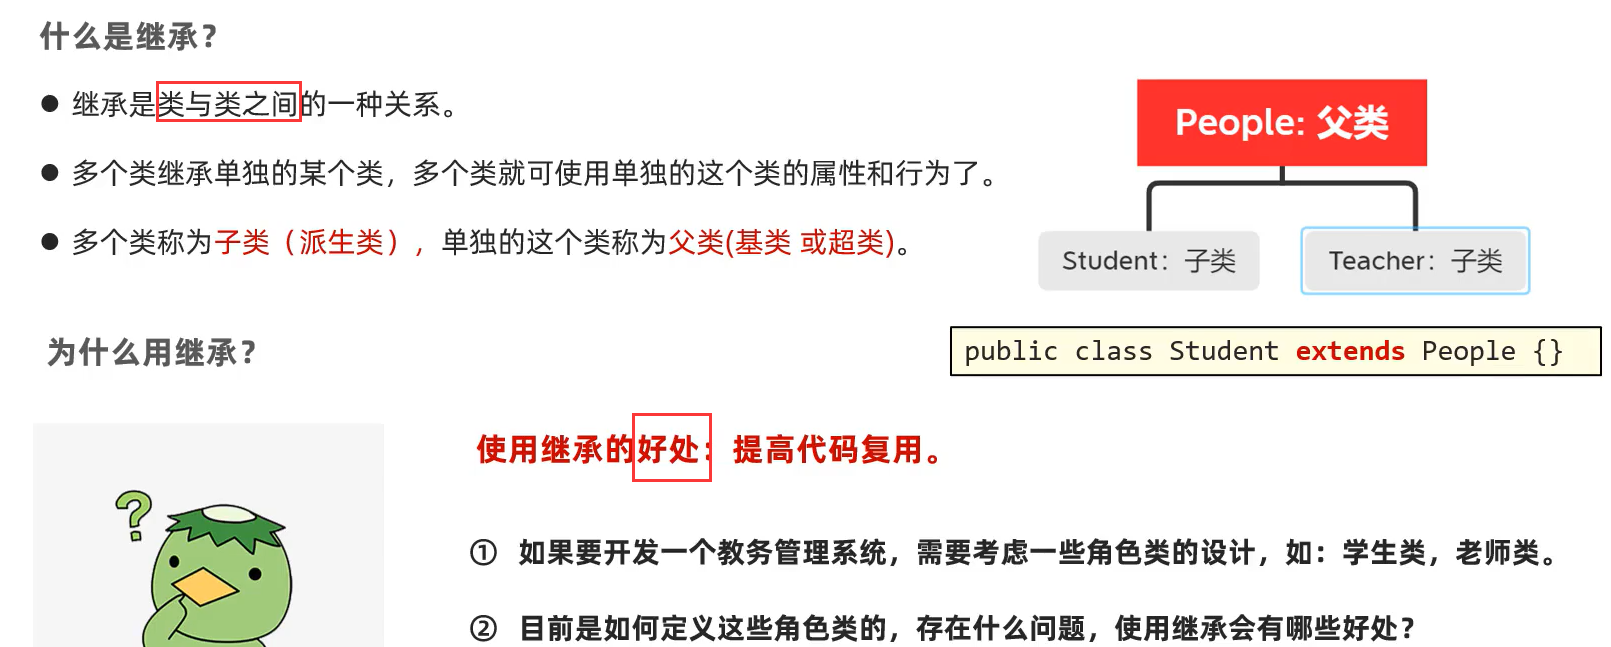 什么是继承？
● 继承是类与类之间的一种关系。
● 多个类继承单独的某个类，多个类就可使用单独的这个类的属性和行为了。
● 多个类称为子类（派生类），单独的这个类称为父类(基类 或超类)。
People: 父类
Student：子类
Teacher：子类
为什么用继承？
public class Student extends People {}
?
使用继承的好处：提高代码复用。
① 如果要开发一个教务管理系统，需要考虑一些角色类的设计，如：学生类，老师类。
② 目前是如何定义这些角色类的，存在什么问题，使用继承会有哪些好处？